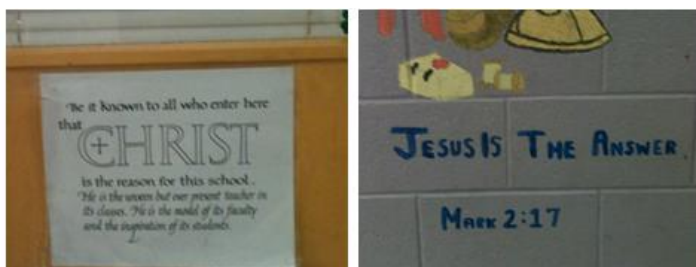 Be it known to all who enter here
that CHRIST
is the reason for this school.
He is the unseen but ever present teacher in
its classes. He is the model of its faculty
and the inspiration of its students.
JESUS IS THE ANSWER
MARK 2:17